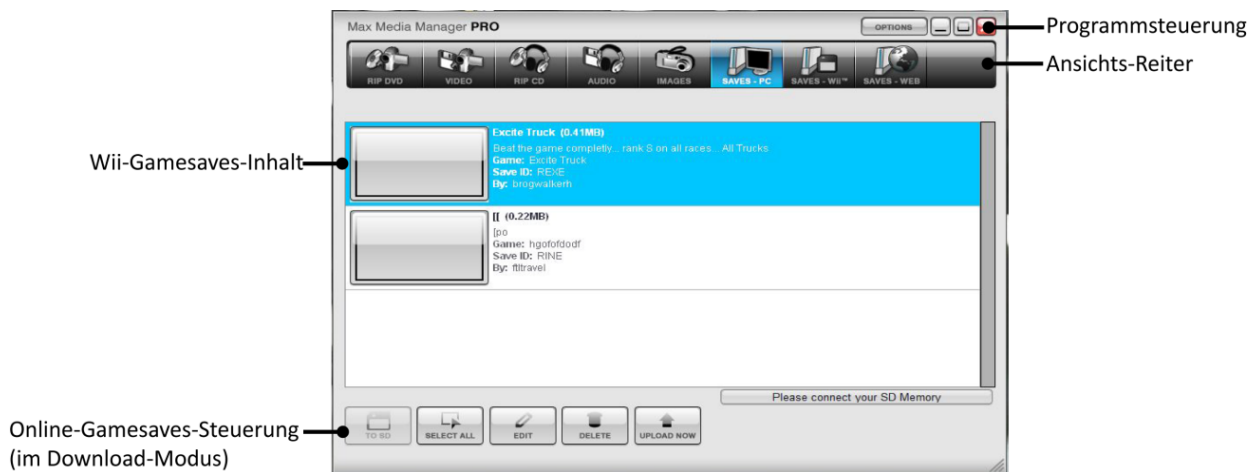 Max Media Manager PRO
OPTIONS
Programmsteuerung
RIP DVD
VIDEO
RIP CD
AUDIO
IMAGES
SAVES - PC
SAVES - Wii™
SAVES - WEB
Ansichts-Reiter
Wii-Gamesaves-Inhalt
Excite Truck (0.41MB)
Beat the game completly... rank S on all races... All Trucks
Game: Excite Truck
Save ID: REXE
By: brogwalkerh
[[ (0.22MB)
[po
Game: hgofofdodf
Save ID: RINE
By: fltravel
Please connect your SD Memory
Online-Gamesaves-Steuerung
(im Download-Modus)
TO SD
SELECT ALL
EDIT
DELETE
UPLOAD NOW